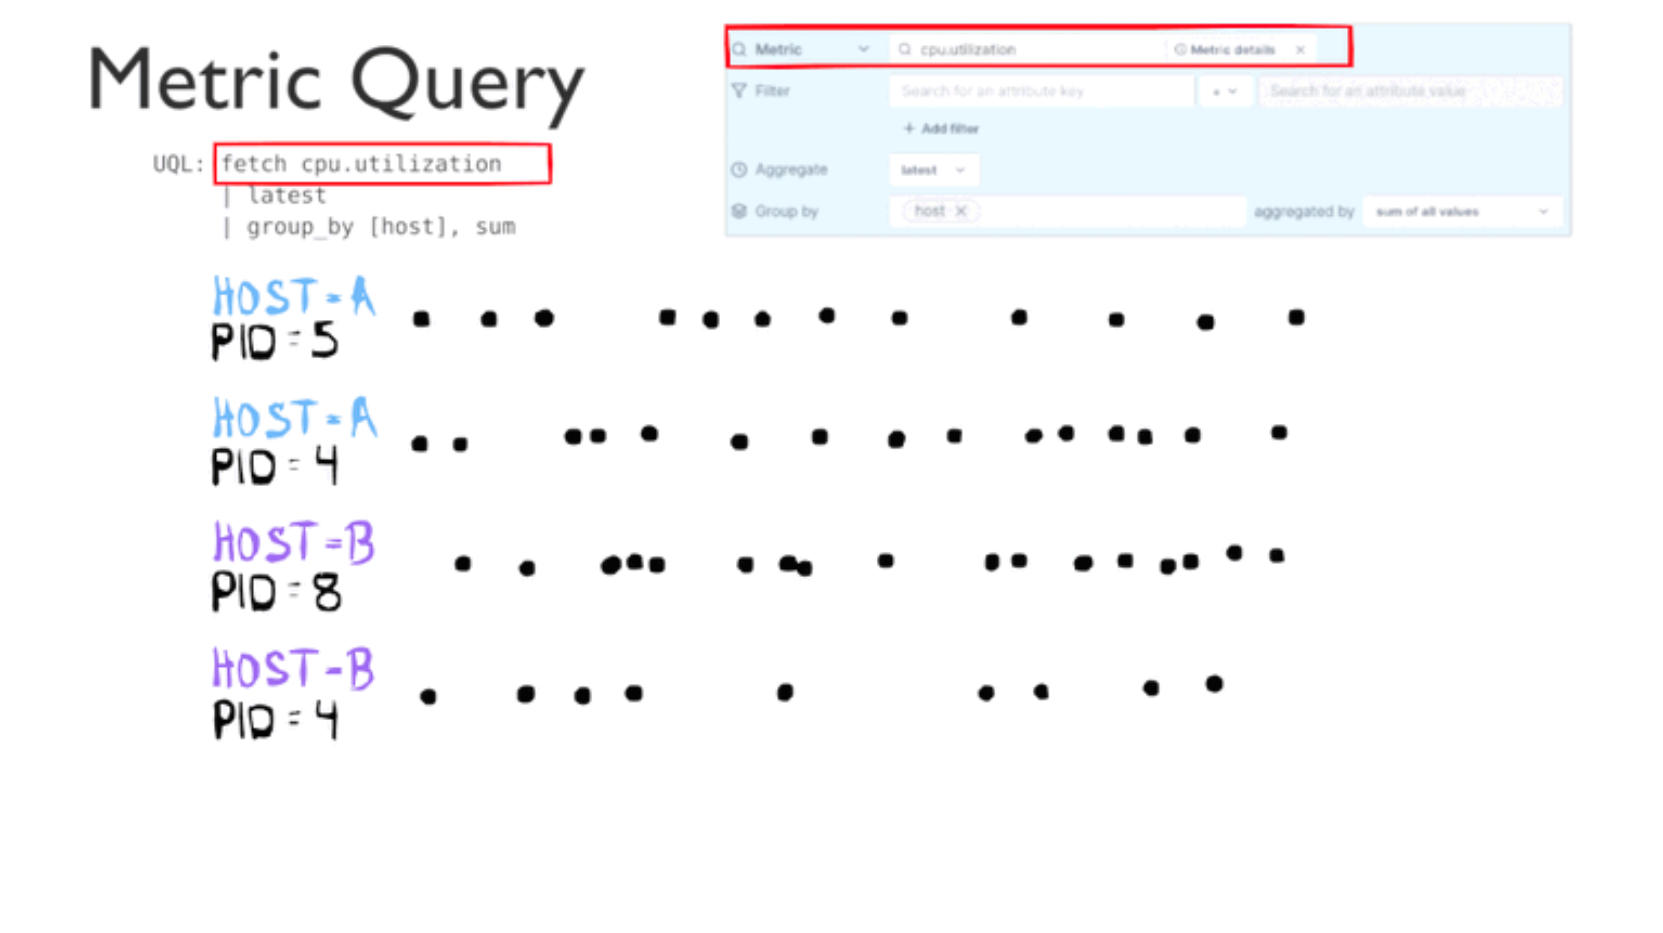 Metric Query
UQL: fetch cpu.utilization
| latest
| group_by [host], sum
Metric cpu.utilization Metric details ×
Filter Search for an attribute key Search for an attribute value
+ Add filter
Aggregate latest
Group by host × aggregated by sum of all values
HOST=A
PID=5
HOST=A
PID=4
HOST=B
PID=8
HOST-B
PID=4